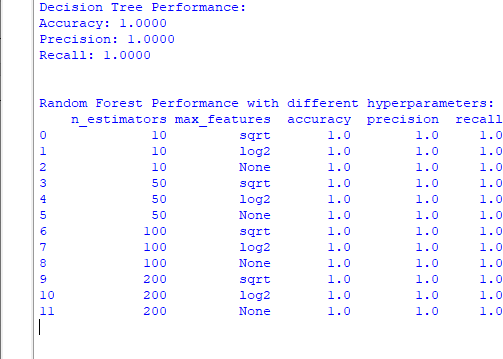 Decision Tree Performance:
Accuracy: 1.0000
Precision: 1.0000
Recall: 1.0000
Random Forest Performance with different hyperparameters:
n_estimators max_features accuracy precision recall
0 10 sqrt 1.0 1.0 1.0
1 10 log2 1.0 1.0 1.0
2 10 None 1.0 1.0 1.0
3 50 sqrt 1.0 1.0 1.0
4 50 log2 1.0 1.0 1.0
5 50 None 1.0 1.0 1.0
6 100 sqrt 1.0 1.0 1.0
7 100 log2 1.0 1.0 1.0
8 100 None 1.0 1.0 1.0
9 200 sqrt 1.0 1.0 1.0
10 200 log2 1.0 1.0 1.0
11 200 None 1.0 1.0 1.0